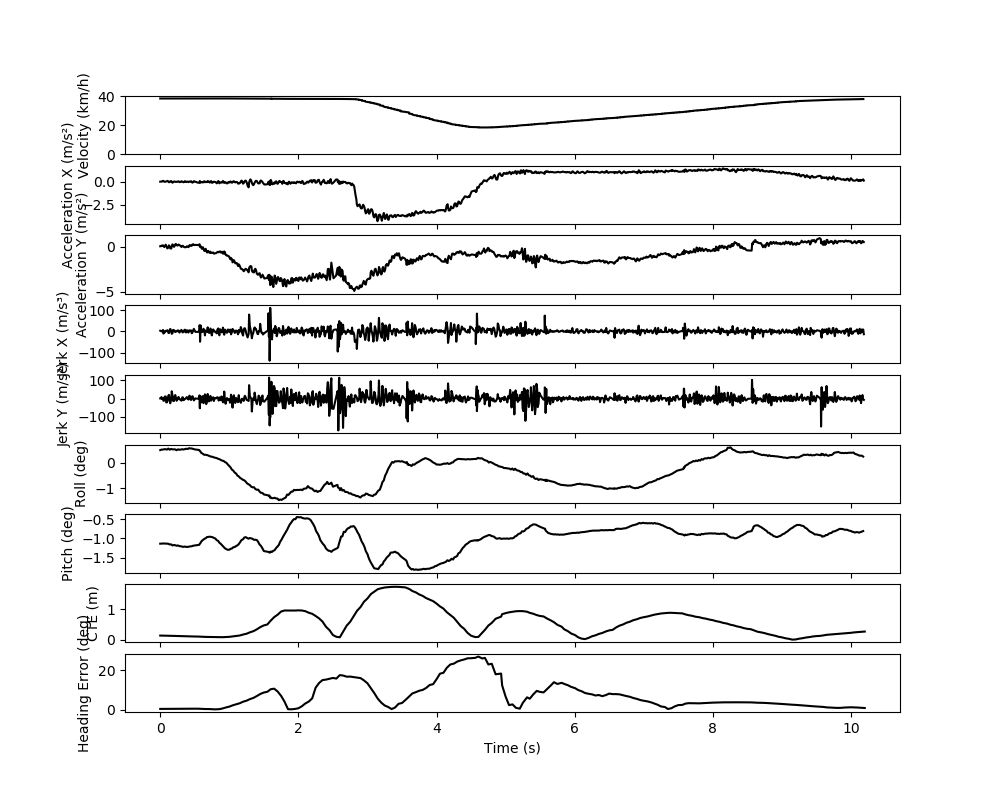 Velocity (km/h)
40
20
0
Acceleration X (m/s²)
0.0
−2.5
Acceleration Y (m/s²)
0
−5
Jerk X (m/s³)
100
0
−100
Jerk Y (m/s³)
100
0
−100
Roll (deg)
0
−1
Pitch (deg)
−0.5
−1.0
−1.5
CTE (m)
1
0
Heading Error (deg)
20
0
0 2 4 6 8 10
Time (s)